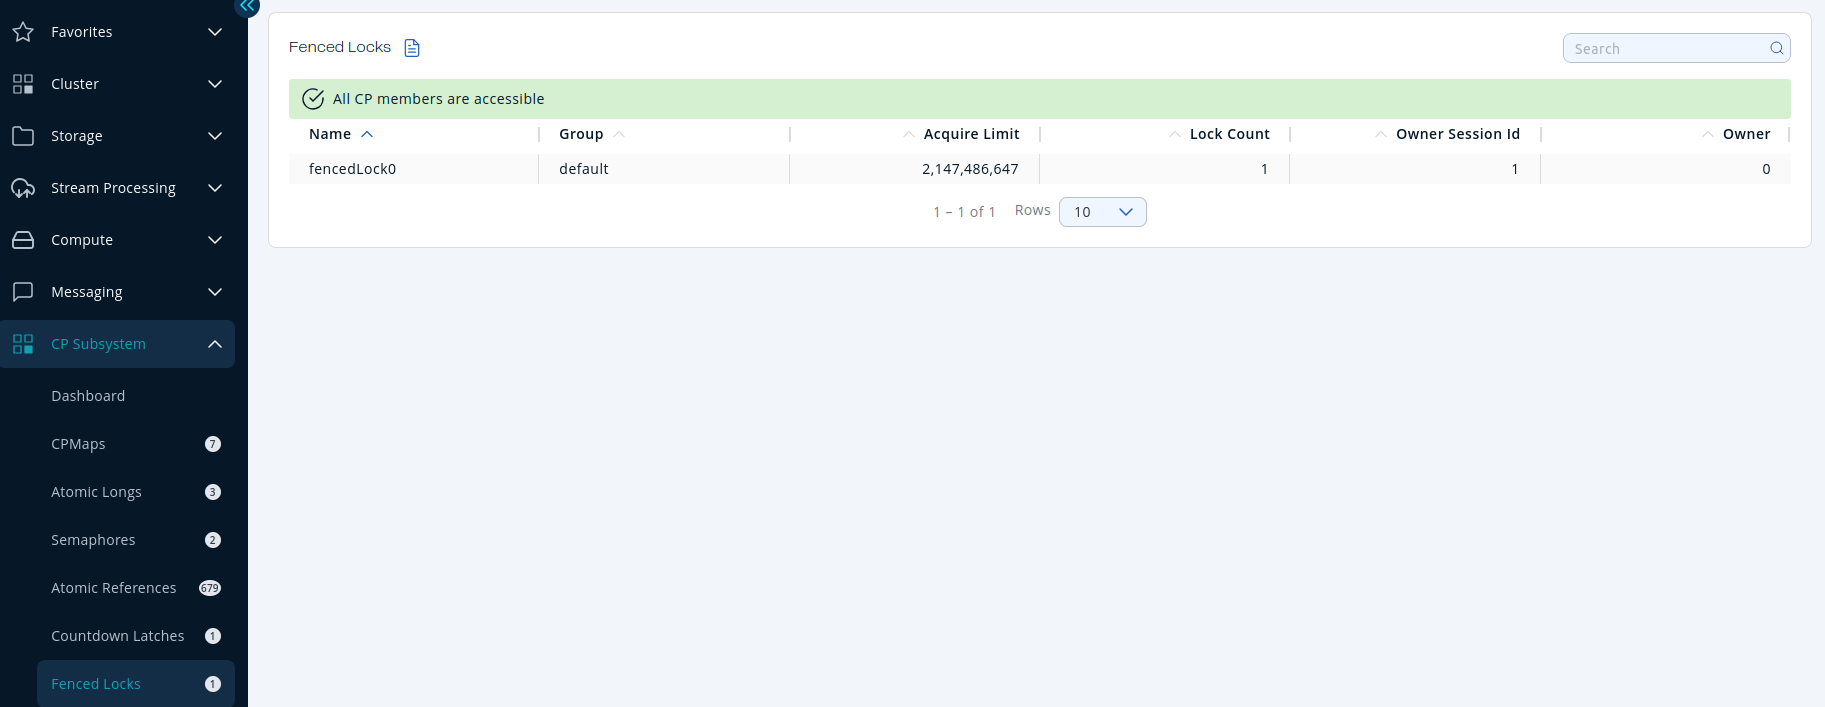 Favorites
Cluster
Storage
Stream Processing
Compute
Messaging
CP Subsystem
Dashboard
CPMaps 7
Atomic Longs 3
Semaphores 2
Atomic References 679
Countdown Latches 1
Fenced Locks 1
Fenced Locks
Search
All CP members are accessible
Name Group Acquire Limit Lock Count Owner Session Id Owner
fencedLock0 default 2,147,486,647 1 1 0
1 – 1 of 1 Rows 10